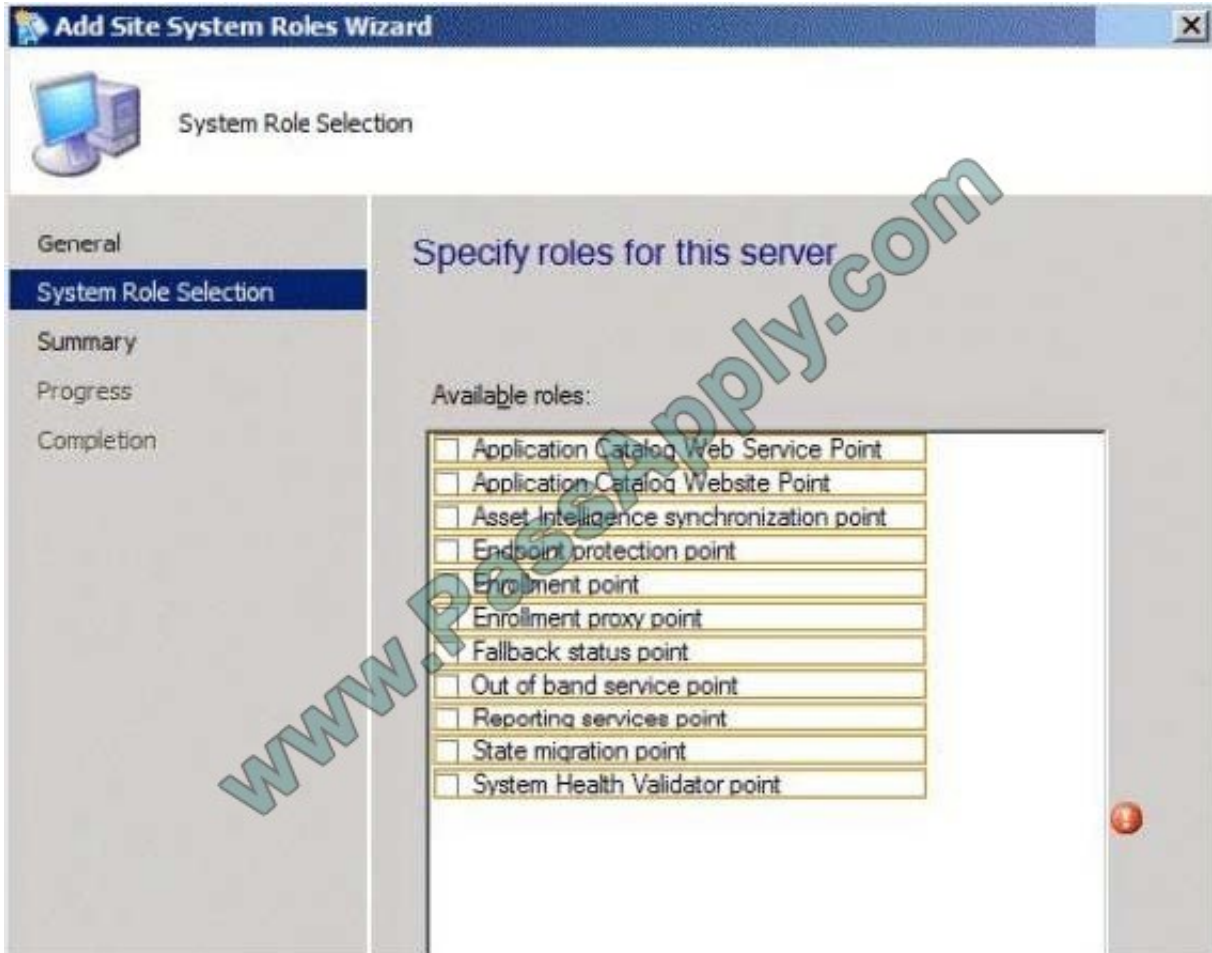 Add Site System Roles Wizard
System Role Selection
General
System Role Selection
Summary
Progress
Completion
Specify roles for this server
Available roles:
Application Catalog Web Service Point
Application Catalog Website Point
Asset Intelligence synchronization point
Endpoint protection point
Enrollment point
Enrollment proxy point
Fallback status point
Out of band service point
Reporting services point
State migration point
System Health Validator point
www.PassApply.com